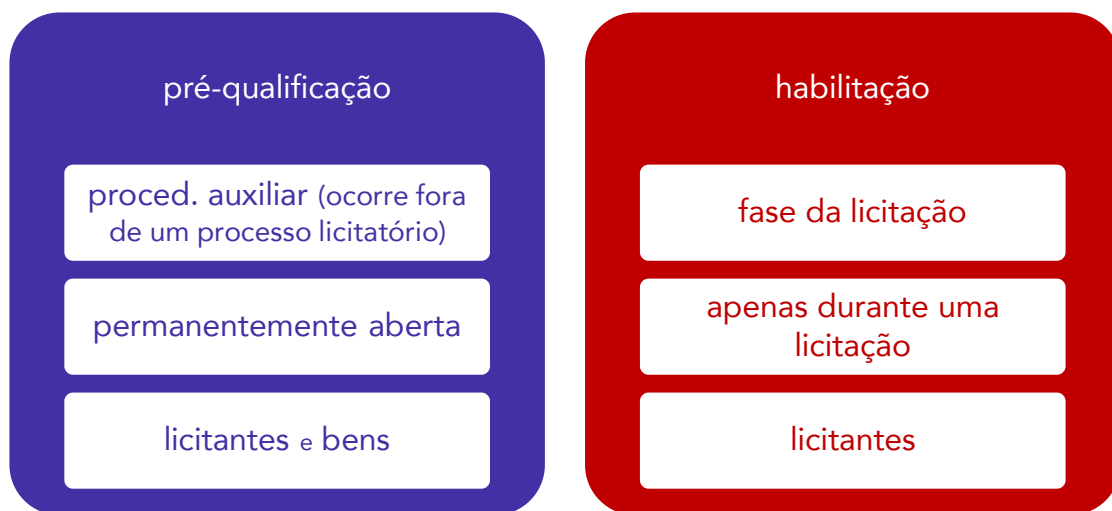 pré-qualificação
proced. auxiliar (ocorre fora
de um processo licitatório)
permanentemente aberta
licitantes e bens
habilitação
fase da licitação
apenas durante uma
licitação
licitantes